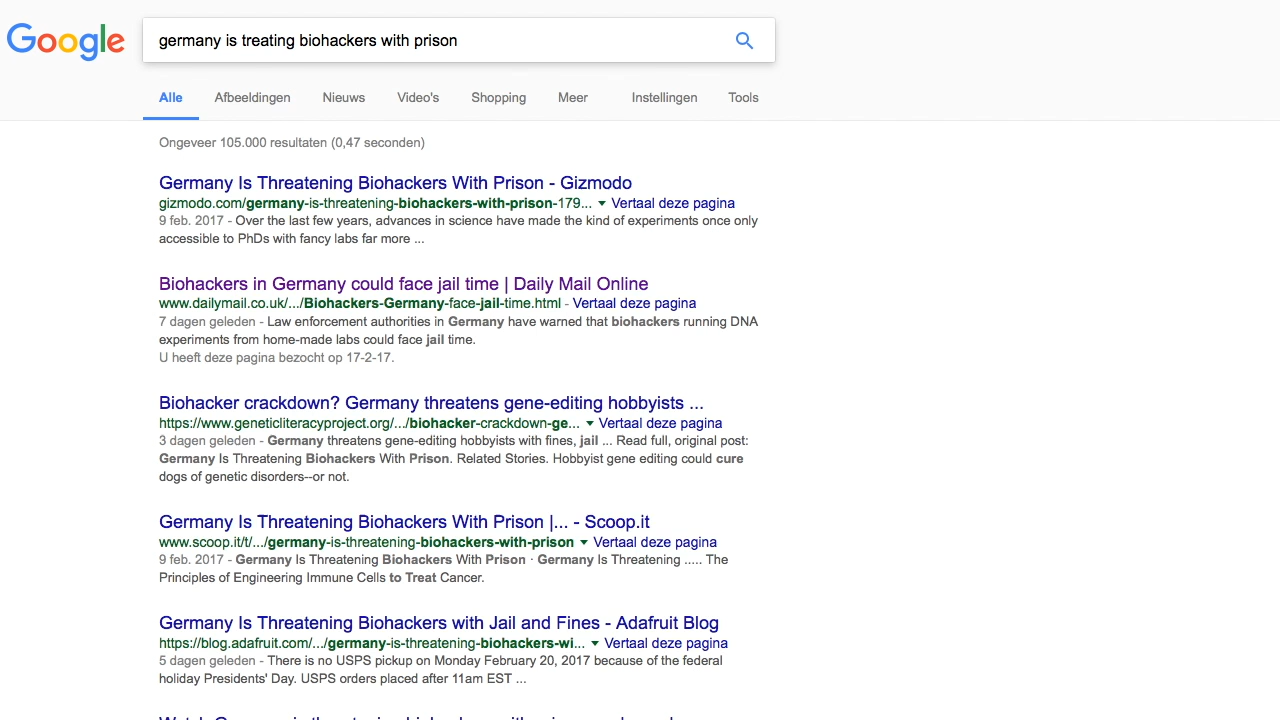 Google
germany is treating biohackers with prison
Alle Afbeeldingen Nieuws Video's Shopping Meer Instellingen Tools
Ongeveer 105.000 resultaten (0,47 seconden)
Germany Is Threatening Biohackers With Prison - Gizmodo
gizmodo.com/germany-is-threatening-biohackers-with-prison-179... Vertaal deze pagina
9 feb. 2017 - Over the last few years, advances in science have made the kind of experiments once only
accessible to PhDs with fancy labs far more ...
Biohackers in Germany could face jail time | Daily Mail Online
www.dailymail.co.uk/.../Biohackers-Germany-face-jail-time.html - Vertaal deze pagina
7 dagen geleden - Law enforcement authorities in Germany have warned that biohackers running DNA
experiments from home-made labs could face jail time.
U heeft deze pagina bezocht op 17-2-17.
Biohacker crackdown? Germany threatens gene-editing hobbyists ...
https://www.geneticliteracyproject.org/.../biohacker-crackdown-ge... Vertaal deze pagina
3 dagen geleden - Germany threatens gene-editing hobbyists with fines, jail ... Read full, original post:
Germany Is Threatening Biohackers With Prison. Related Stories. Hobbyist gene editing could cure
dogs of genetic disorders--or not.
Germany Is Threatening Biohackers With Prison |... - Scoop.it
www.scoop.it/t/.../germany-is-threatening-biohackers-with-prison Vertaal deze pagina
9 feb. 2017 - Germany Is Threatening Biohackers With Prison · Germany Is Threatening ..... The
Principles of Engineering Immune Cells to Treat Cancer.
Germany Is Threatening Biohackers with Jail and Fines - Adafruit Blog
https://blog.adafruit.com/.../germany-is-threatening-biohackers-wi... Vertaal deze pagina
5 dagen geleden - There is no USPS pickup on Monday February 20, 2017 because of the federal
holiday Presidents' Day. USPS orders placed after 11am EST ...